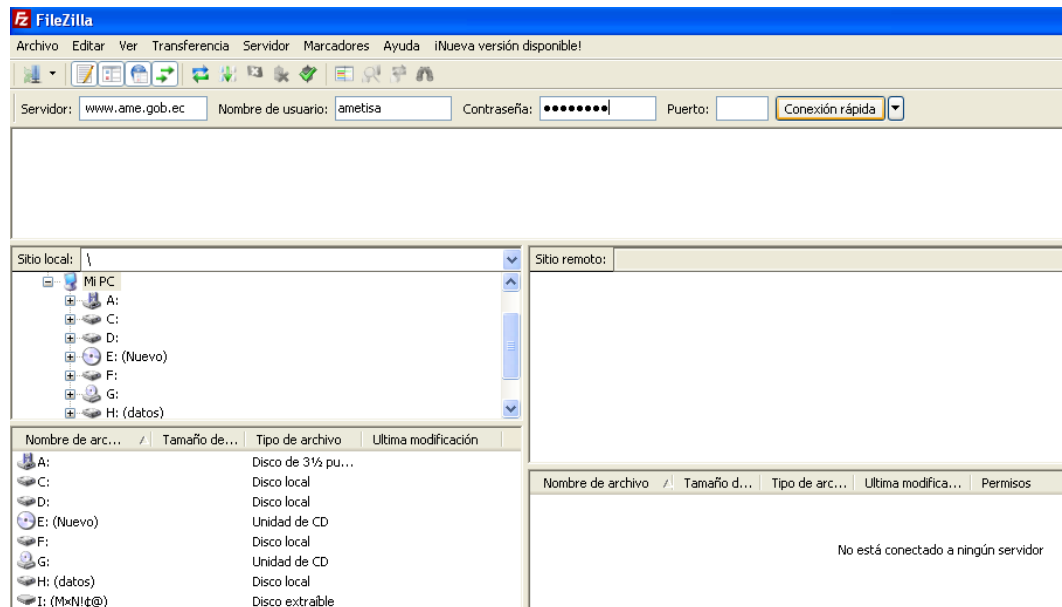 FileZilla
Archivo Editar Ver Transferencia Servidor Marcadores Ayuda ¡Nueva versión disponible!
Servidor: www.ame.gob.ec Nombre de usuario: ametisa Contraseña: ●●●●●●●● Puerto: Conexión rápida
Sitio local: \
Mi PC
A:
C:
D:
E: (Nuevo)
F:
G:
H: (datos)
Nombre de arc... Tamaño de... Tipo de archivo Ultima modificación
A: Disco de 3½ pu...
C: Disco local
D: Disco local
E: (Nuevo) Unidad de CD
F: Disco local
G: Unidad de CD
H: (datos) Disco local
I: (M×N!¢@) Disco extraíble
Sitio remoto:
Nombre de archivo Tamaño d... Tipo de arc... Ultima modifica... Permisos
No está conectado a ningún servidor